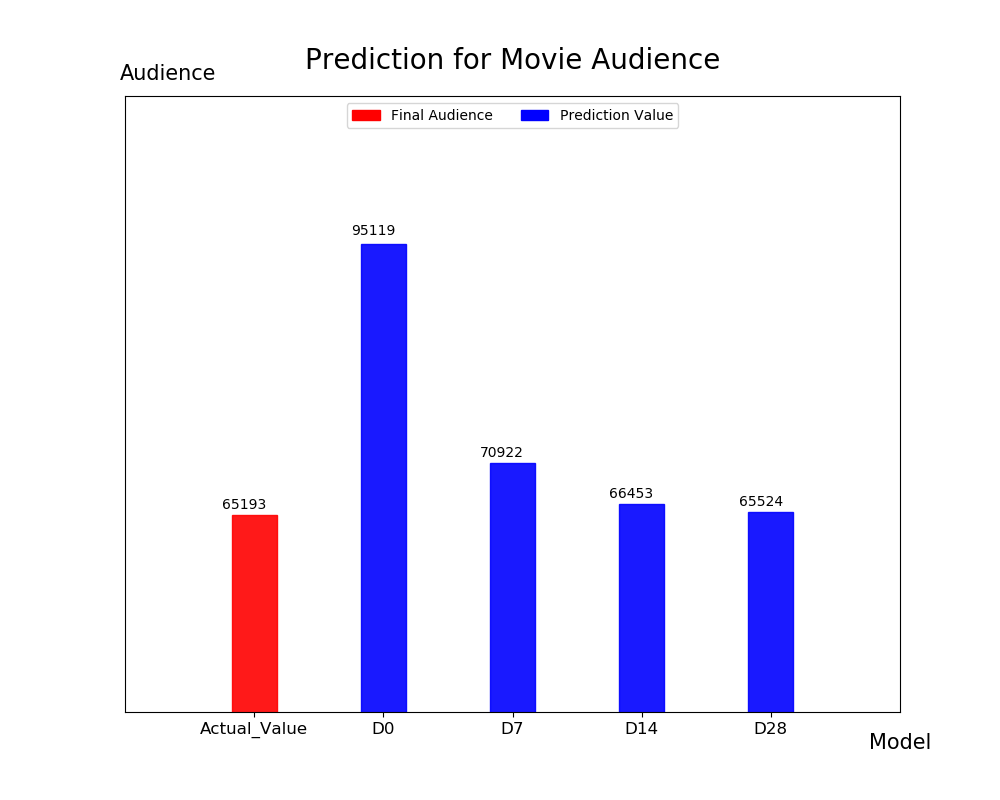 Prediction for Movie Audience
Audience
Final Audience Prediction Value
95119
70922
66453
65524
65193
Actual_Value D0 D7 D14 D28
Model